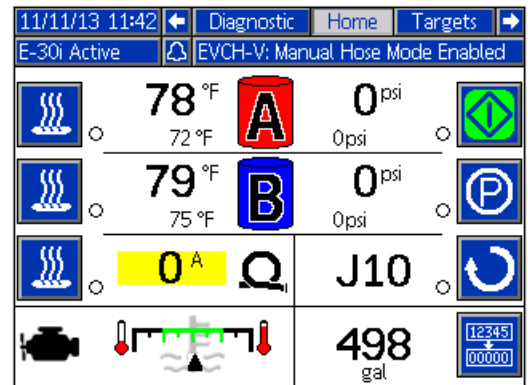 11/11/13 11:42 Diagnostic Home Targets
E-30i Active EVCH-V: Manual Hose Mode Enabled
78 °F A 0 psi
72 °F 0psi
79 °F B 0 psi P
75 °F 0psi
0 A J10
12345
00000
498
gal